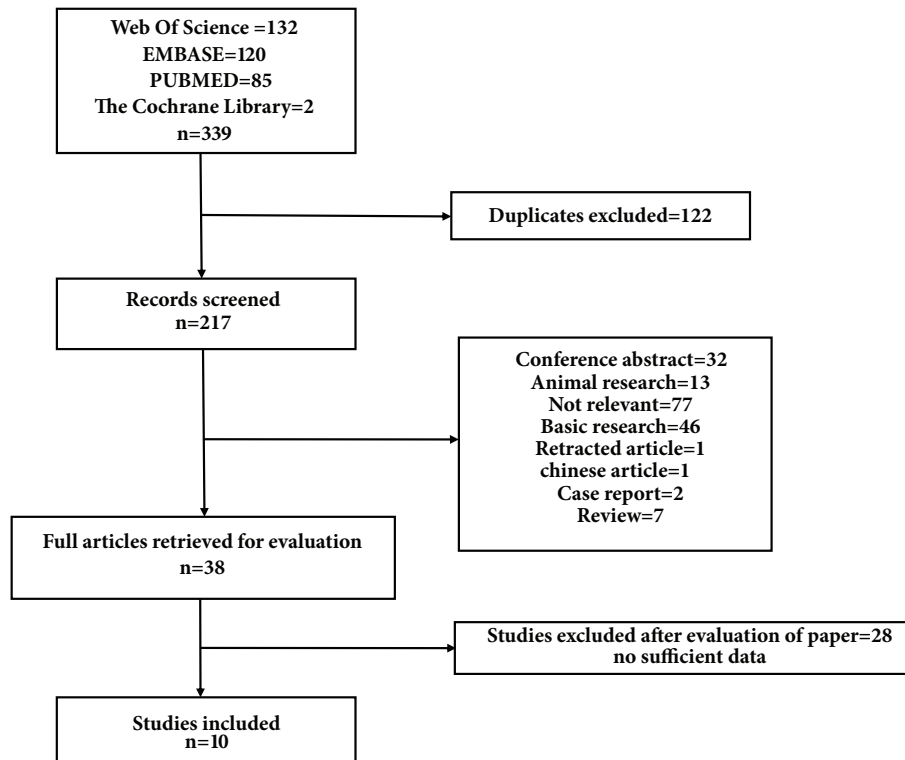 Web Of Science=132
EMBASE=120
PUBMED=85
The Cochrane Library=2
n=339
Duplicates excluded=122
Records screened
n=217
Conference abstract=32
Animal research=13
Not relevant=77
Basic research=46
Retracted article=1
chinese article=1
Case report=2
Review=7
Full articles retrieved for evaluation
n=38
Studies excluded after evaluation of paper=28
no sufficient data
Studies included
n=10